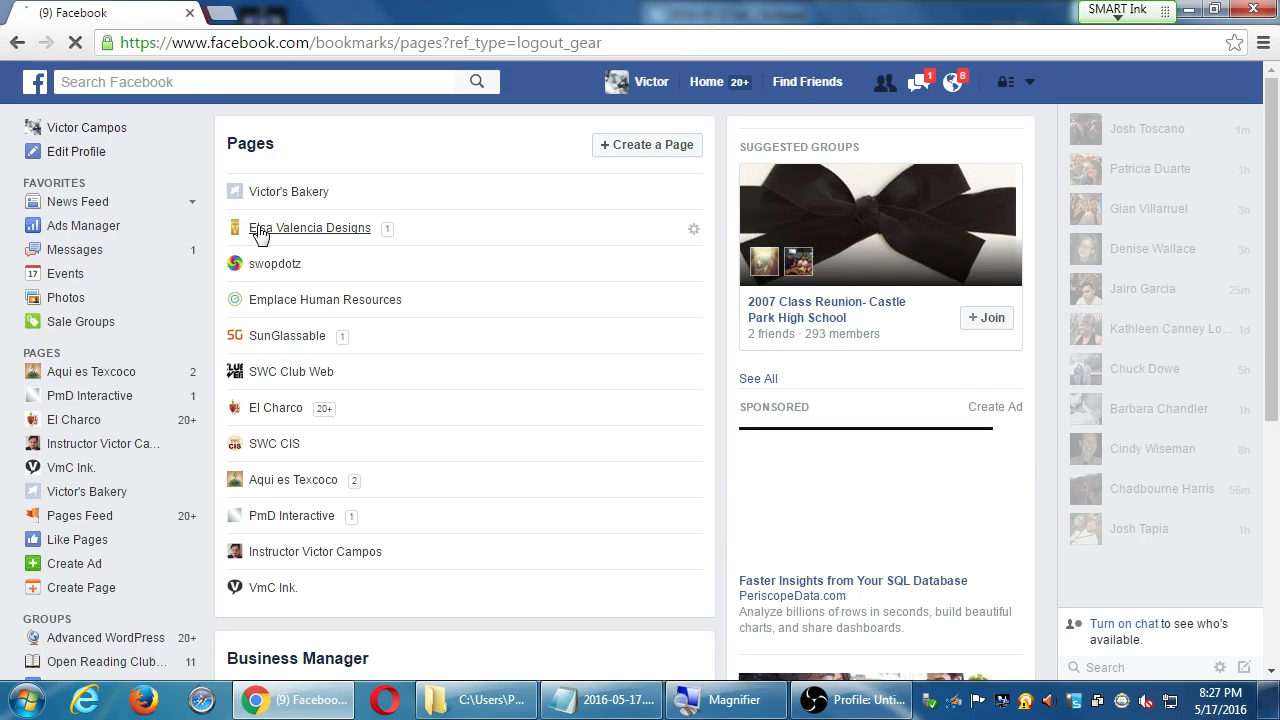 (9) Facebook
SMART Ink
https://www.facebook.com/bookmarks/pages?ref_type=logout_gear
Search Facebook
Victor
Home 20+
Find Friends
1
8
Victor Campos
Edit Profile
FAVORITES
News Feed
Ads Manager
Messages 1
17 Events
Photos
Sale Groups
PAGES
Aqui es Texcoco 2
PmD Interactive 1
El Charco 20+
Instructor Victor Ca...
VmC Ink.
Victor's Bakery
Pages Feed 20+
Like Pages
Create Ad
Create Page
GROUPS
Advanced WordPress 20+
Open Reading Club... 11
Pages
+ Create a Page
Victor's Bakery
Elsa Valencia Designs 1
swopdotz
Emplace Human Resources
SG SunGlassable 1
SWC Club Web
El Charco 20+
SWC CIS SWC CIS
Aqui es Texcoco 2
PmD Interactive 1
Instructor Victor Campos
VmC Ink.
Business Manager
SUGGESTED GROUPS
2007 Class Reunion- Castle
Park High School
2 friends · 293 members
+ Join
See All
SPONSORED
Create Ad
Faster Insights from Your SQL Database
PeriscopeData.com
Analyze billions of rows in seconds, build beautiful
charts, and share dashboards.
Josh Toscano 1m
Patricia Duarte 1h
Gian Villarruel 3h
Denise Wallace 3h
Jairo Garcia 25m
Kathleen Canney Lo... 1d
Chuck Dowe 5h
Barbara Chandler 1h
Cindy Wiseman 8h
Chadbourne Harris 56m
Josh Tapia 1h
Turn on chat to see who's
available.
Search
(9) Faceboo...
C:\Users\P...
2016-05-17....
Magnifier
Profile: Unti...
8:27 PM
5/17/2016